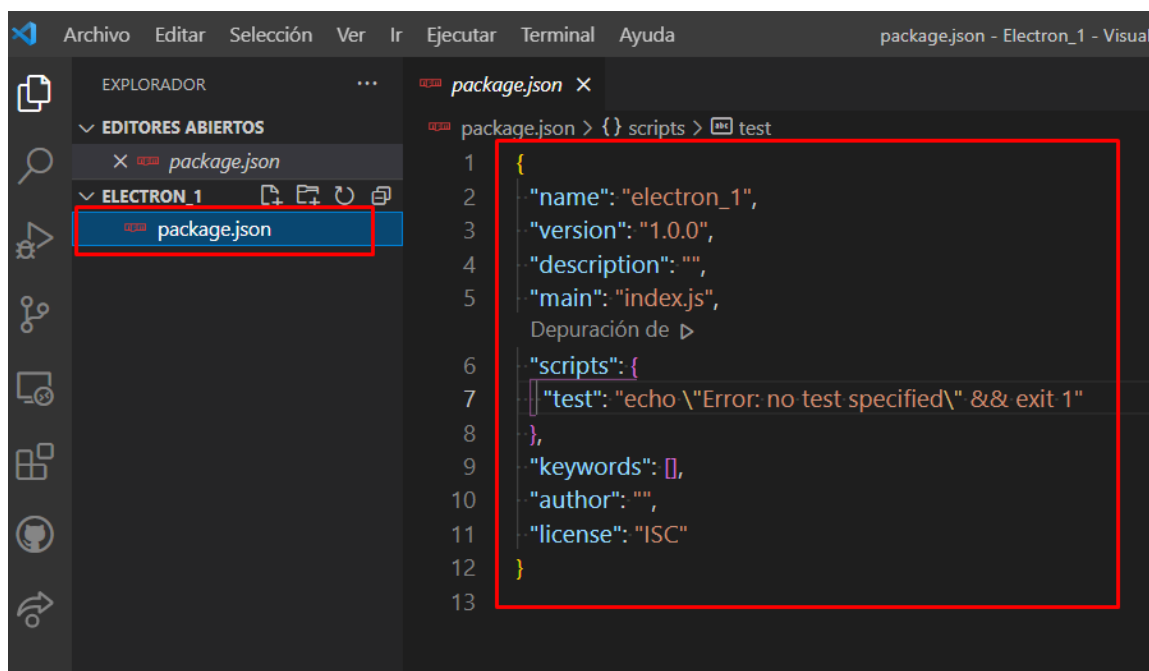 Archivo Editar Selección Ver Ir Ejecutar Terminal Ayuda package.json - Electron_1 - Visual
EXPLORADOR ...
EDITORES ABIERTOS
package.json
ELECTRON_1
package.json
package.json
package.json > {} scripts > abc test
1 {
2 "name": "electron_1",
3 "version": "1.0.0",
4 "description": "",
5 "main": "index.js",
Depuración de
6 "scripts": {
7 "test": "echo \"Error: no test specified\" && exit 1"
8 },
9 "keywords": [],
10 "author": "",
11 "license": "ISC"
12 }
13